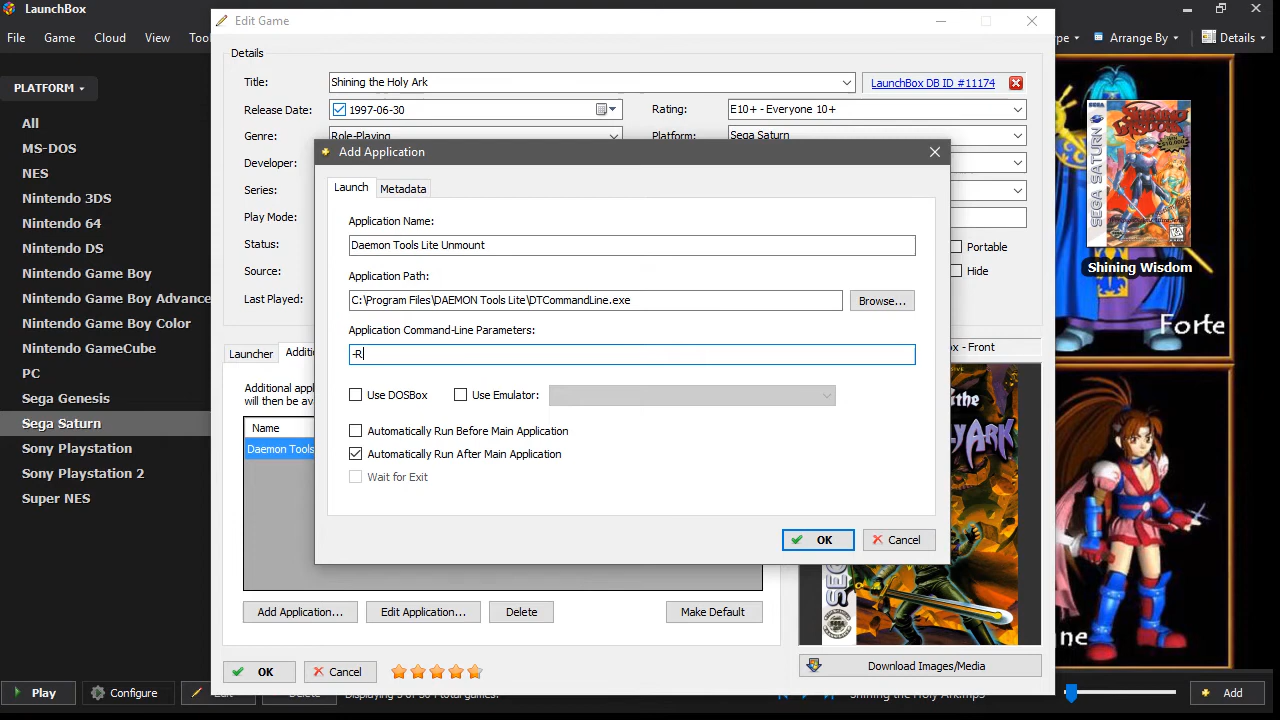 LaunchBox
Edit Game
File Game Cloud View
Arrange By Details
PLATFORM
All
MS-DOS
NES
Nintendo 3DS
Nintendo 64
Nintendo DS
Nintendo Game Boy
Nintendo Game Boy Advance
Nintendo Game Boy Color
Nintendo GameCube
PC
Sega Genesis
Sega Saturn
Sony Playstation
Sony Playstation 2
Super NES
Details
Title: Shining the Holy Ark LaunchBox DB ID #11174
Release Date: 1997-06-30 Rating: E10+ - Everyone 10+
Genre: Role-Playing Platform: Sega Saturn
Developer:
Series:
Play Mode:
Status: Portable
Source: Hide
Last Played:
Add Application
Launch Metadata
Application Name:
Daemon Tools Lite Unmount
Application Path:
C:\Program Files\DAEMON Tools Lite\DTCommandLine.exe Browse...
Application Command-Line Parameters:
-R
Use DOSBox Use Emulator:
Automatically Run Before Main Application
Automatically Run After Main Application
Wait for Exit
OK Cancel
Launcher
- Front
Additional
will then be
Name
Daemon Tools
Add Application... Edit Application... Delete Make Default
OK Cancel
Download Images/Media
Play Configure
Add
SEGA SATURN
Shining Wisdom
Forte